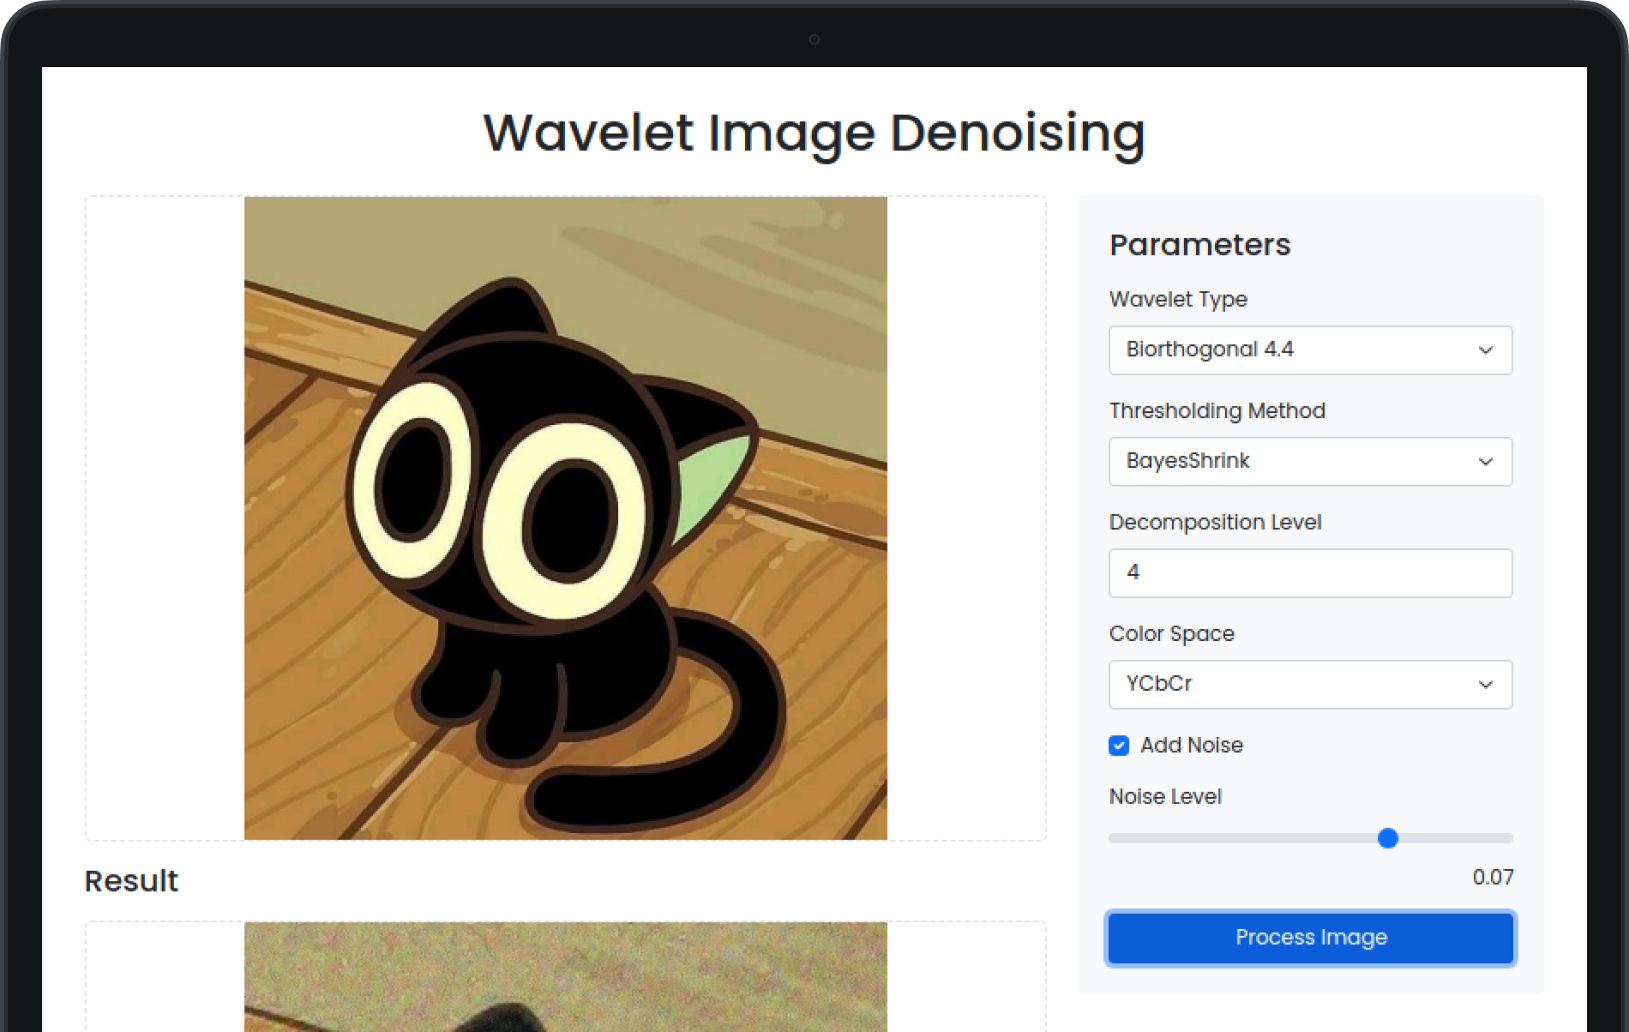 Wavelet Image Denoising
Parameters
Wavelet Type
Biorthogonal 4.4
Thresholding Method
BayesShrink
Decomposition Level
4
Color Space
YCbCr
Add Noise
Noise Level
0.07
Process Image
Result